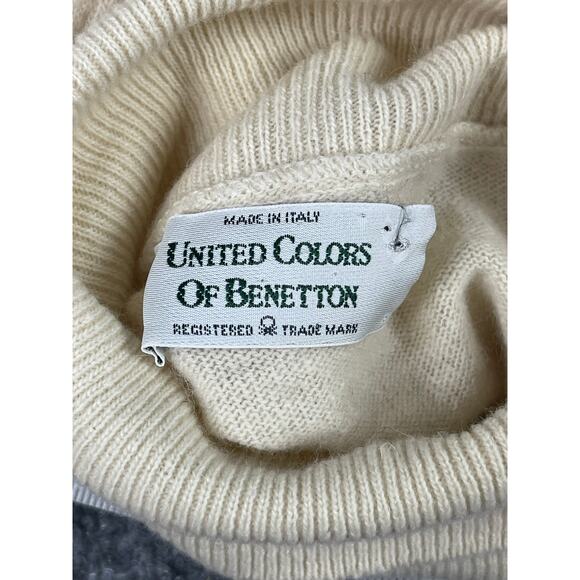 MADE IN ITALY
UNITED COLORS
OF BENETTON
REGISTERED TRADE MARK